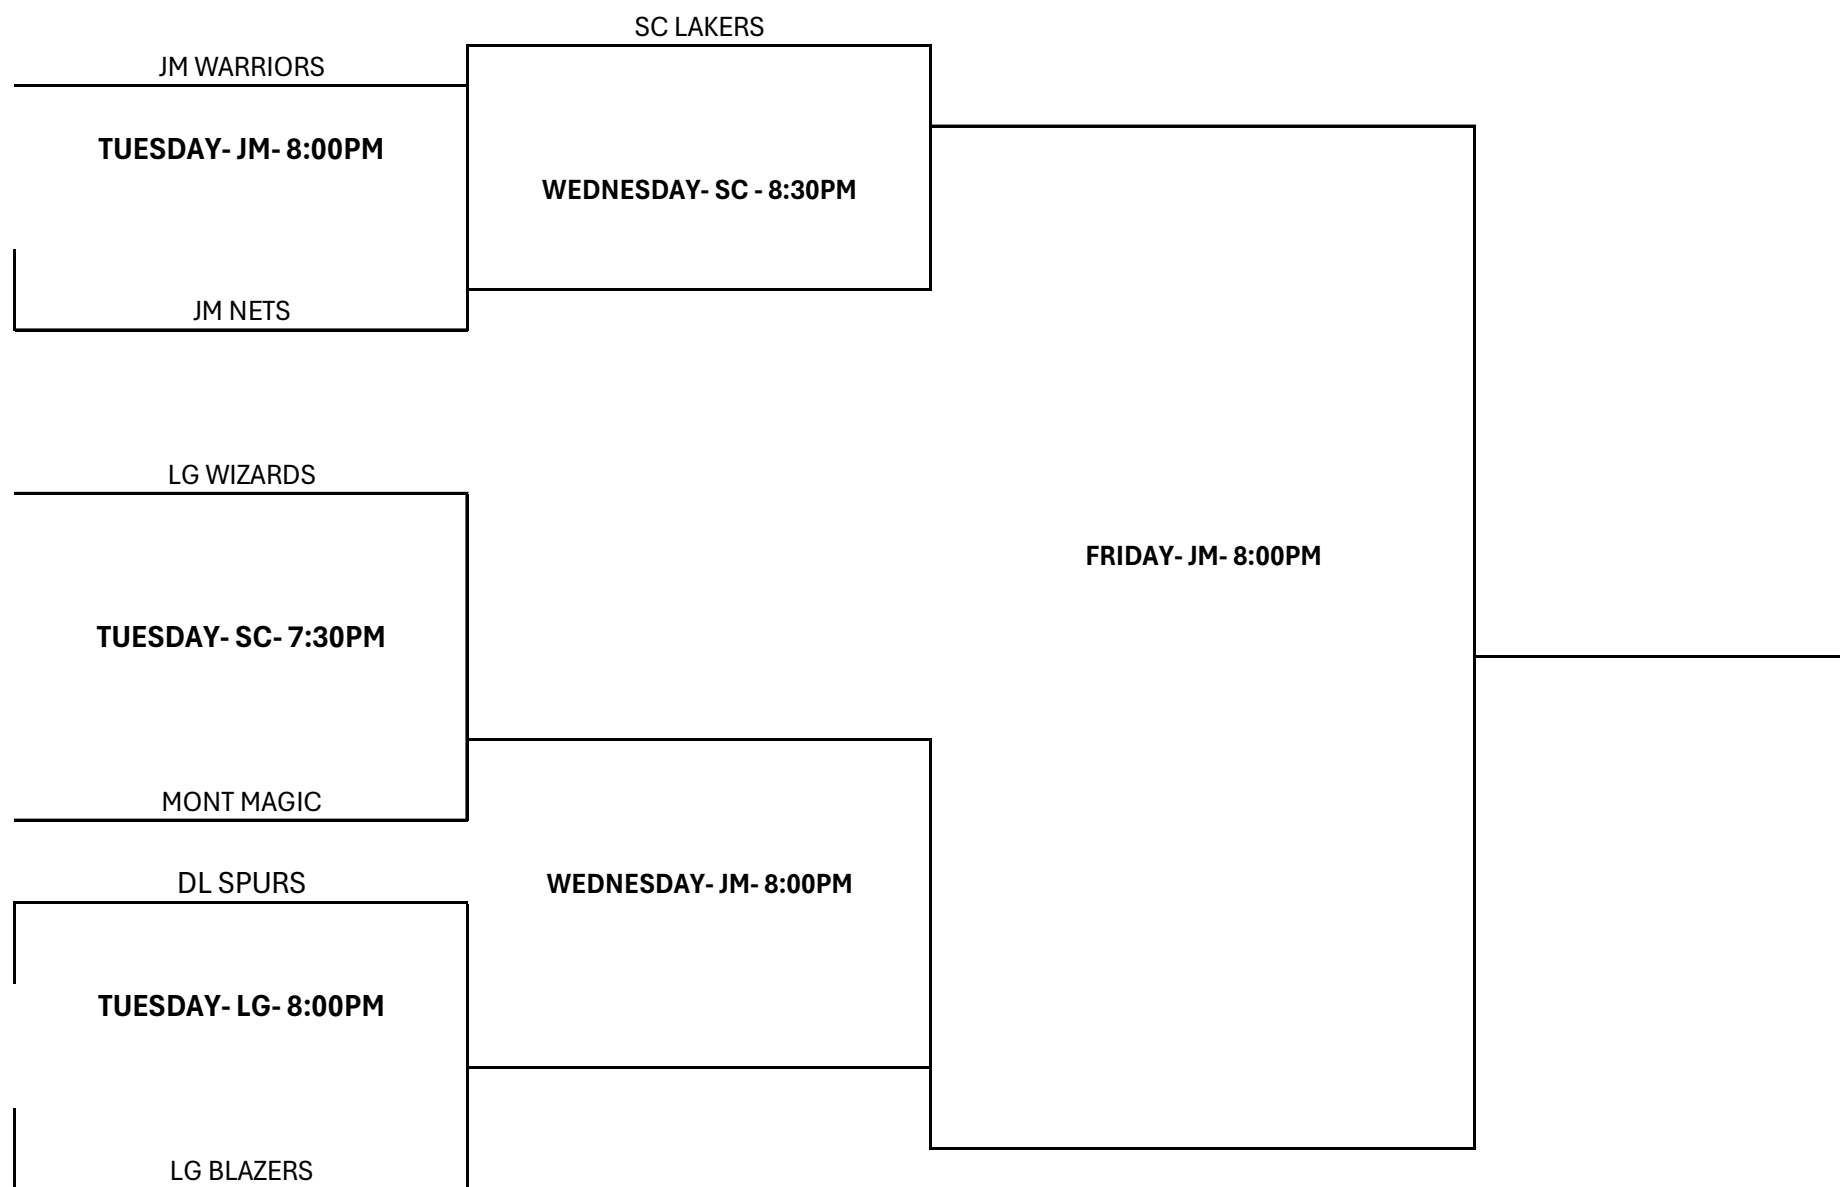 SC LAKERS
JM WARRIORS
TUESDAY- JM- 8:00PM
WEDNESDAY- SC - 8:30PM
JM NETS
LG WIZARDS
FRIDAY- JM- 8:00PM
TUESDAY- SC- 7:30PM
MONT MAGIC
DL SPURS
WEDNESDAY- JM- 8:00PM
TUESDAY- LG- 8:00PM
LG BLAZERS